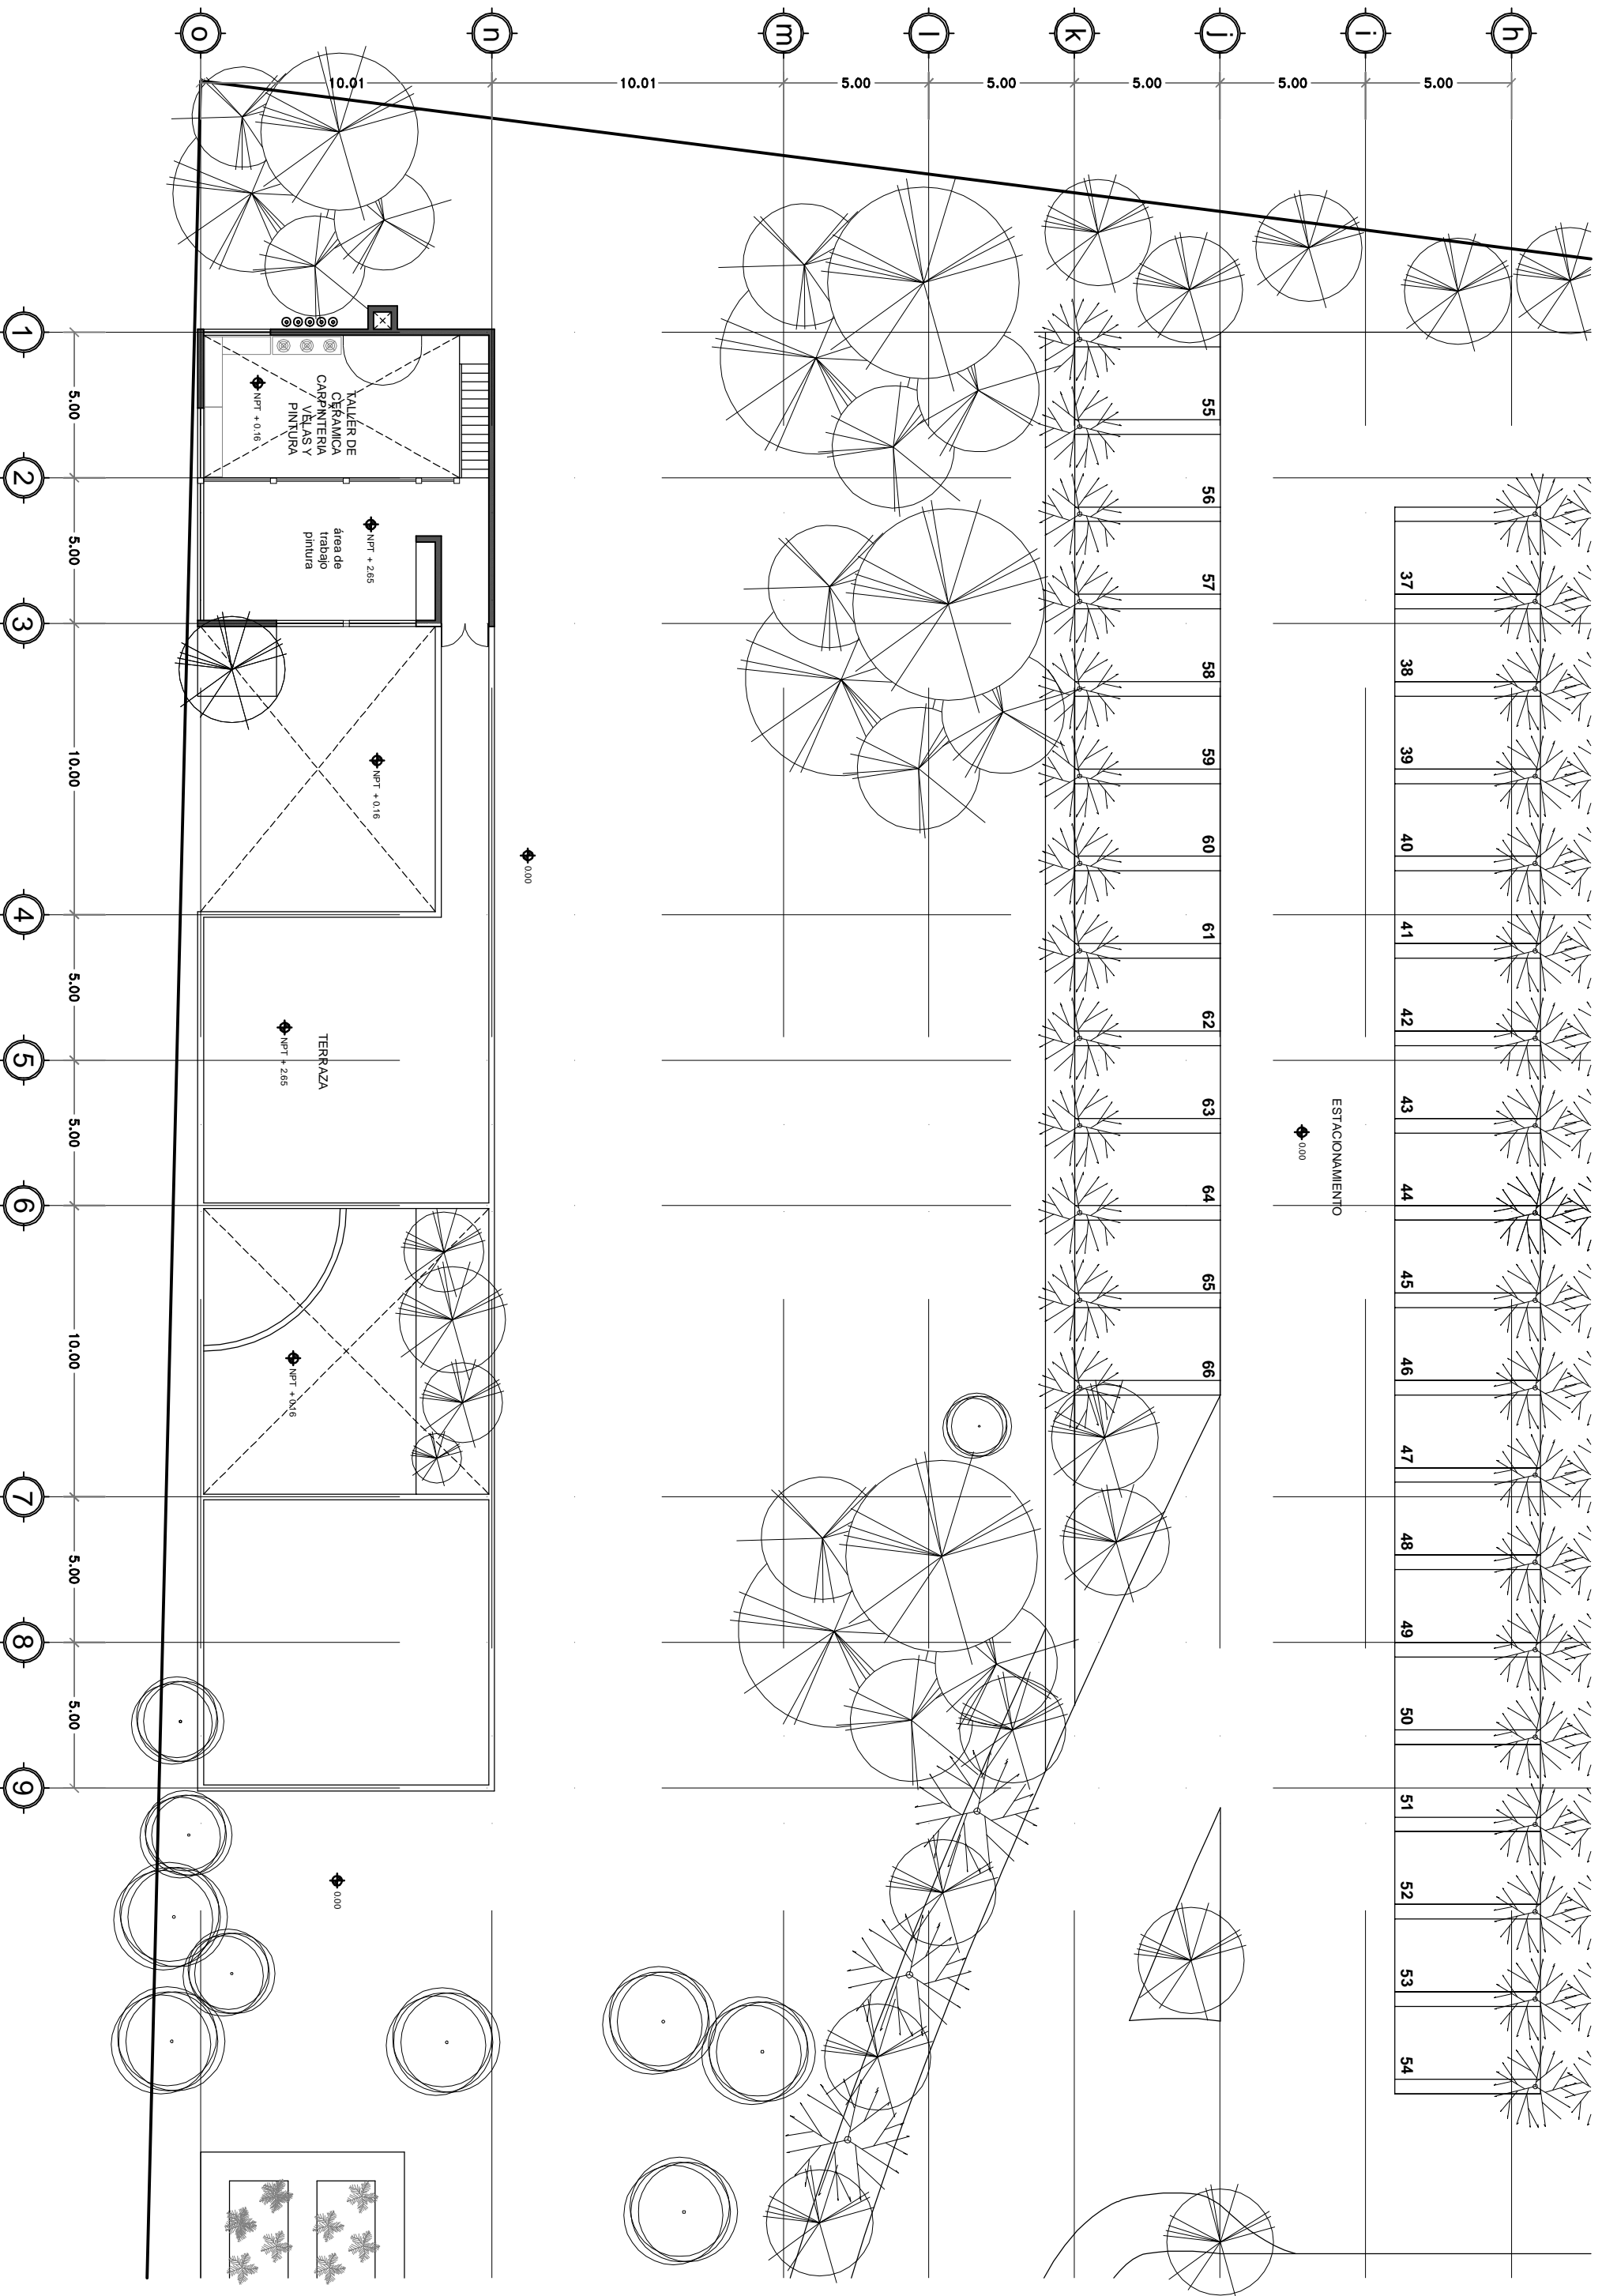 o
n
m
l
k
j
i
h
10.01
10.01
5.00
5.00
5.00
5.00
5.00
1
2
3
4
5
6
7
8
9
5.00
5.00
10.00
5.00
5.00
10.00
5.00
5.00
TALLER DE
CERÁMICA
CARPINTERIA
VELAS Y
PINTURA
NPT + 0.16
área de
trabajo
pintura
NPT + 2.65
NPT + 0.16
0.00
TERRAZA
NPT + 2.65
NPT + 0.16
0.00
ESTACIONAMIENTO
0.00
55
56
57
58
59
60
61
62
63
64
65
66
37
38
39
40
41
42
43
44
45
46
47
48
49
50
51
52
53
54